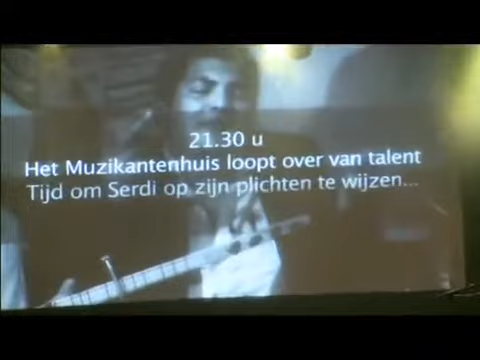 21.30 u
Het Muzikantenhuis loopt over van talent
Tijd om Serdi op zijn plichten te wijzen...